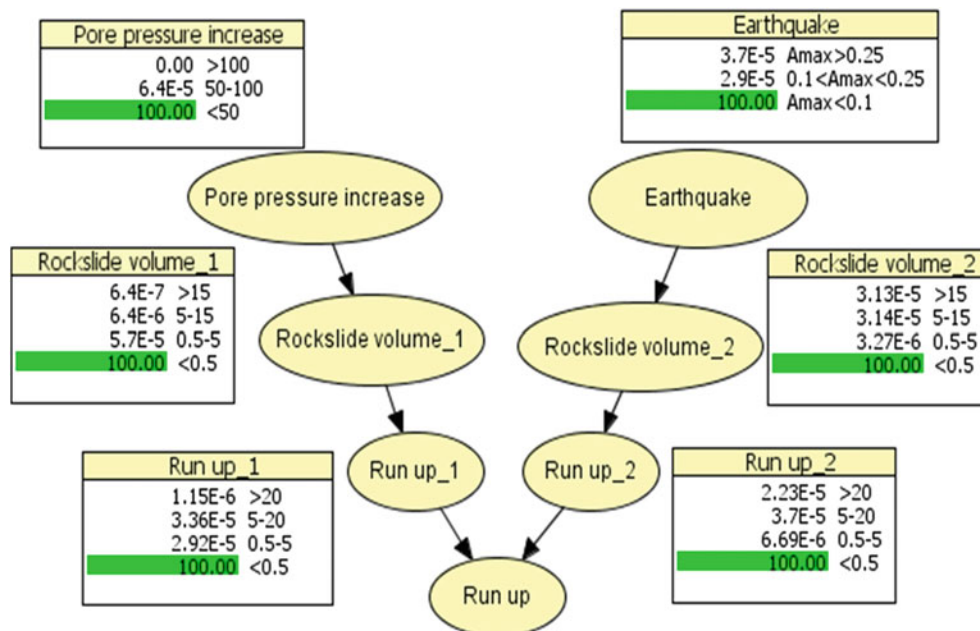 Pore pressure increase
0.00 >100
6.4E-5 50-100
100.00 <50
Earthquake
3.7E-5 Amax>0.25
2.9E-5 0.1<Amax<0.25
100.00 Amax<0.1
Pore pressure increase
Earthquake
Rockslide volume_1
6.4E-7 >15
6.4E-6 5-15
5.7E-5 0.5-5
100.00 <0.5
Rockslide volume_1
Rockslide volume_2
Rockslide volume_2
3.13E-5 >15
3.14E-5 5-15
3.27E-6 0.5-5
100.00 <0.5
Run up_1
1.15E-6 >20
3.36E-5 5-20
2.92E-5 0.5-5
100.00 <0.5
Run up_1
Run up_2
Run up_2
2.23E-5 >20
3.7E-5 5-20
6.69E-6 0.5-5
100.00 <0.5
Run up